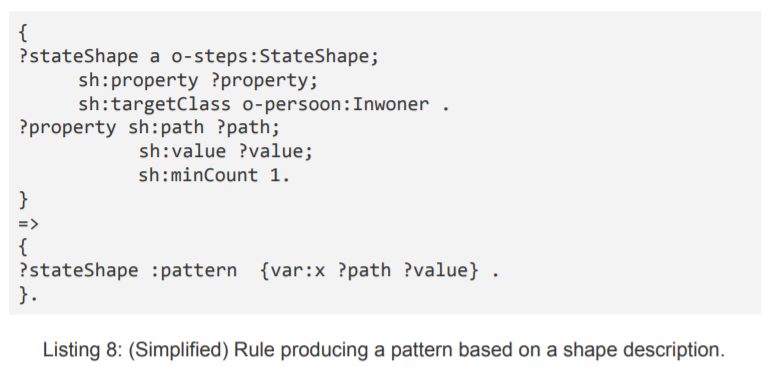 {
?stateShape a o-steps:StateShape;
sh:property ?property;
sh:targetClass o-persoon:Inwoner .
?property sh:path ?path;
sh:value ?value;
sh:minCount 1.
}
=>
{
?stateShape :pattern {var:x ?path ?value} .
}.
Listing 8: (Simplified) Rule producing a pattern based on a shape description.